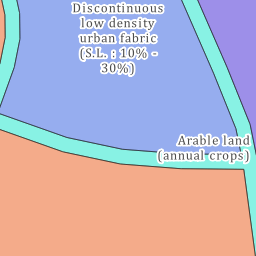 Discontinuous
low density
urban fabric
(S.L. : 10% -
30%)
Arable land
(annual crops)